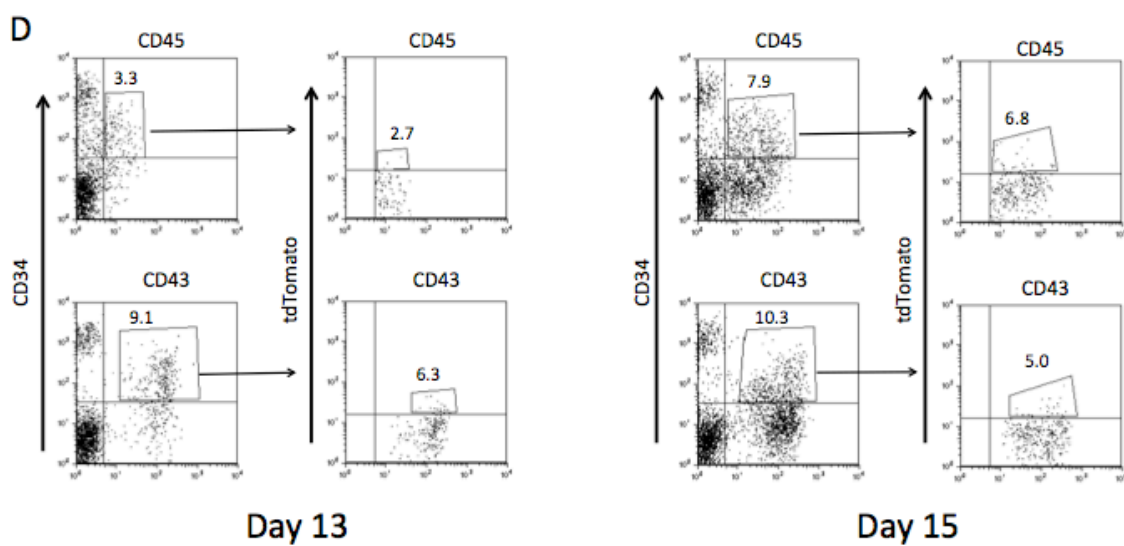 D
CD45
CD45
CD45
CD45
3.3
2.7
7.9
6.8
CD34
tdTomato
CD34
tdTomato
CD43
CD43
CD43
CD43
9.1
6.3
10.3
5.0
Day 13
Day 15